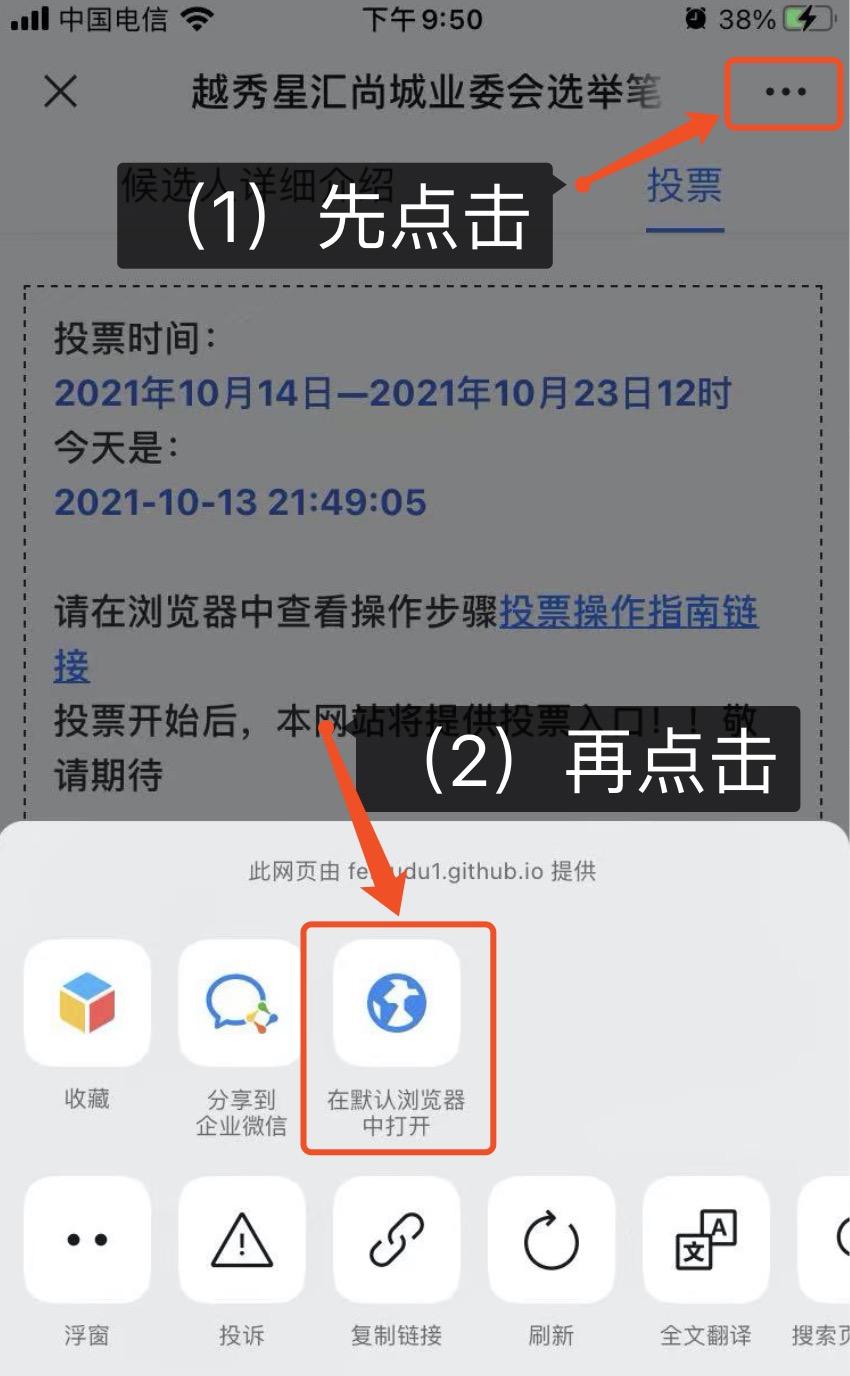 中国电信
下午9:50
38%
越秀星汇尚城业委会选举笔
候选人详细介绍
投票
（1）先点击
投票时间：
2021年10月14日—2021年10月23日12时
今天是：
2021-10-13 21:49:05
请在浏览器中查看操作步骤投票操作指南链
接
投票开始后，本网站将提供投票入口！！敬
请期待
（2）再点击
此网页由 提供
收藏
分享到
企业微信
在默认浏览器
中打开
浮窗
投诉
复制链接
刷新
全文翻译
搜索页